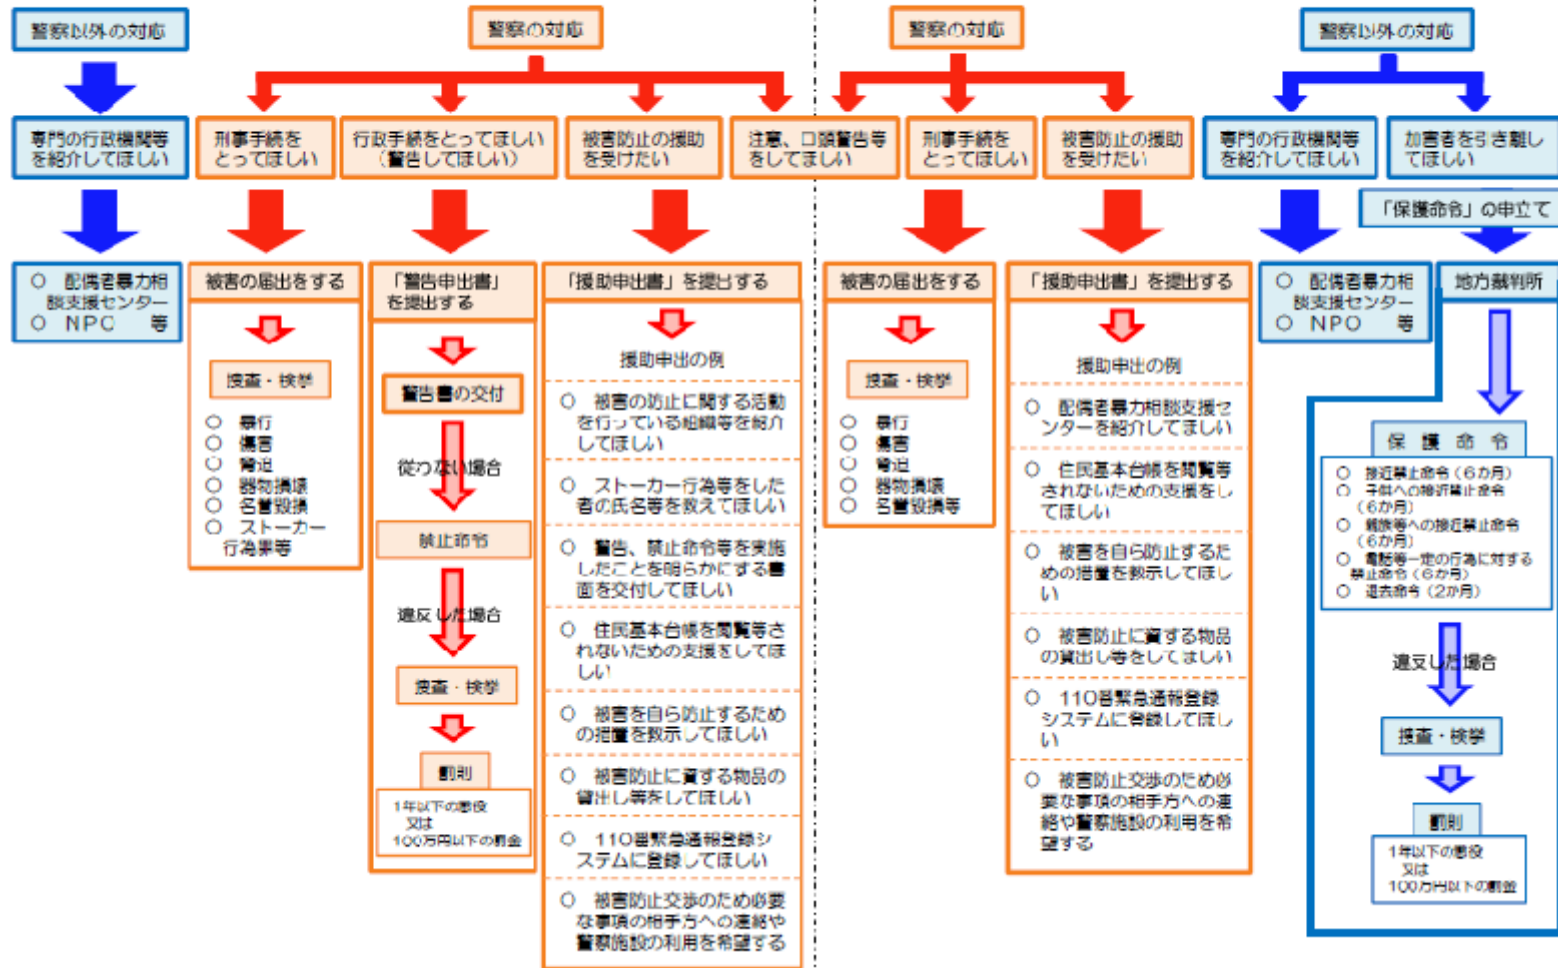 警察以外の対応
警察の対応
警察の対応
警察以外の対応
専門の行政機関等
を紹介してほしい
刑事手続を
とってほしい
行政手続をとってほしい
(警告してほしい)
被害防止の援助
を受けたい
注意、口頭警告等
をしてほしい
刑事手続を
とってほしい
被害防止の援助
を受けたい
専門の行政機関等
を紹介してほしい
加害者を引き離し
てほしい
「保護命令」の申立て
○ 配偶者暴力相
談支援センター
○ NPO 等
被害の届出をする
捜査・検挙
○ 暴行
○ 傷害
○ 脅迫
○ 器物損壊
○ 名誉毀損
○ ストーカー
行為罪等
「警告申出書」
を提出する
警告書の交付
従わない場合
禁止命令
違反した場合
捜査・検挙
罰則
1年以下の懲役
又は
100万円以下の罰金
「援助申出書」を提出する
援助申出の例
○ 被害の防止に関する活動
を行っている組織等を紹介
してほしい
○ ストーカー行為等をした
者の氏名等を教えてほしい
○ 警告、禁止命令等を実施
したことを明らかにする書
面を交付してほしい
○ 住民基本台帳を閲覧等さ
れないための支援をしてほ
しい
○ 被害を自ら防止するため
の措置を教示してほしい
○ 被害防止に資する物品の
貸出し等をしてほしい
○ 110番緊急通報登録シ
ステムに登録してほしい
○ 被害防止交渉のため必要
な事項の相手方への連絡や
警察施設の利用を希望する
被害の届出をする
捜査・検挙
○ 暴行
○ 傷害
○ 脅迫
○ 器物損壊
○ 名誉毀損等
「援助申出書」を提出する
援助申出の例
○ 配偶者暴力相談支援セ
ンターを紹介してほしい
○ 住民基本台帳を閲覧等
されないための支援をし
てほしい
○ 被害を自ら防止するた
めの措置を教示してほし
い
○ 被害防止に資する物品
の貸出し等をしてほしい
○ 110番緊急通報登録
システムに登録してほし
い
○ 被害防止交渉のため必
要な事項の相手方への連
絡や警察施設の利用を希
望する
○ 配偶者暴力相
談支援センター
○ NPO 等
地方裁判所
保 護 命 令
○ 接近禁止命令(6か月)
○ 子供への接近禁止命令
(6か月)
○ 親族等への接近禁止命令
(6か月)
○ 電話等一定の行為に対する
禁止命令(6か月)
○ 退去命令(2か月)
違反した場合
捜査・検挙
罰則
1年以下の懲役
又は
100万円以下の罰金